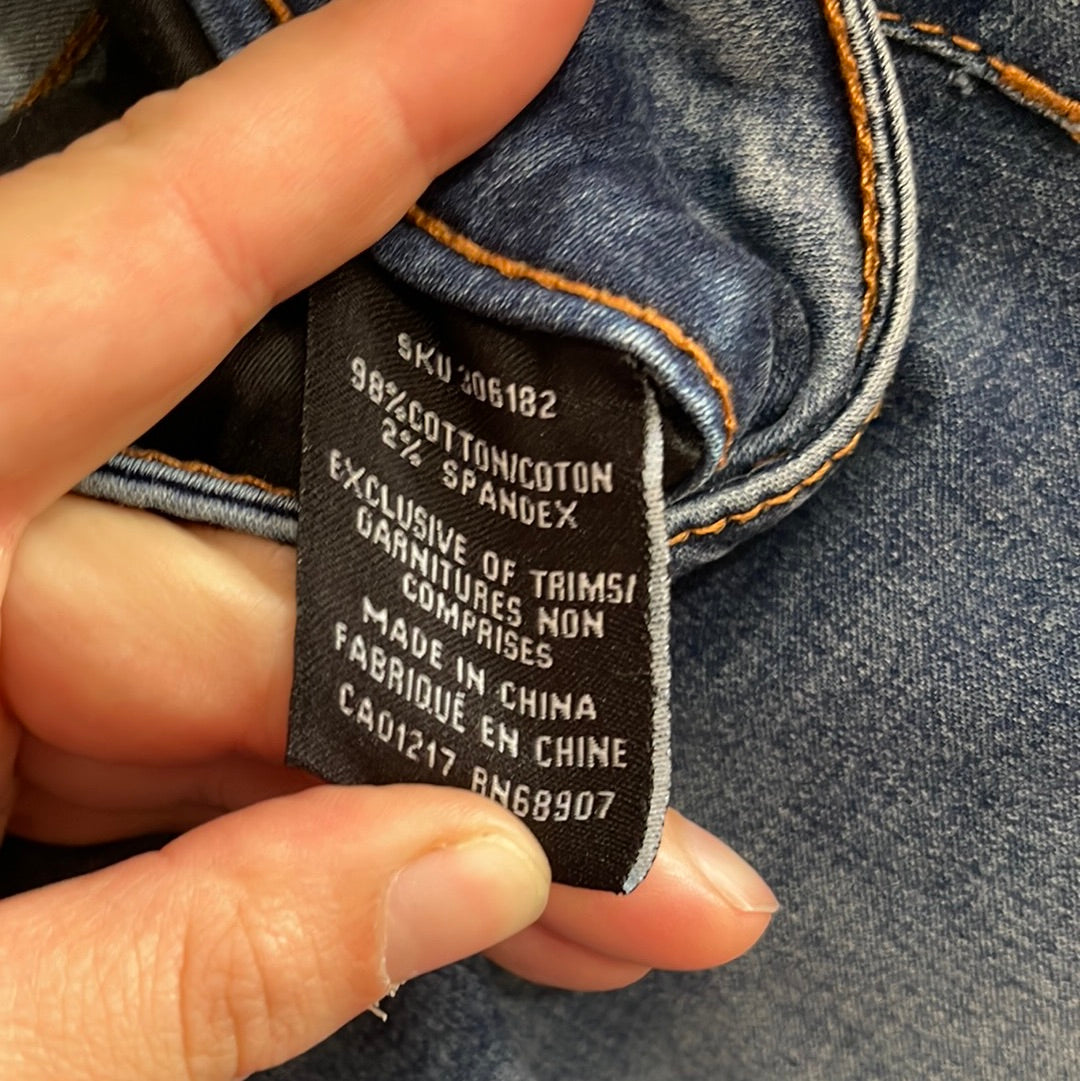 SKU 306182
98%COTTON/COTON
2% SPANDEX
EXCLUSIVE OF TRIMS/
GARNITURES NON
COMPRISES
MADE IN CHINA
FABRIQUÉ EN CHINE
CA01217 RN68907